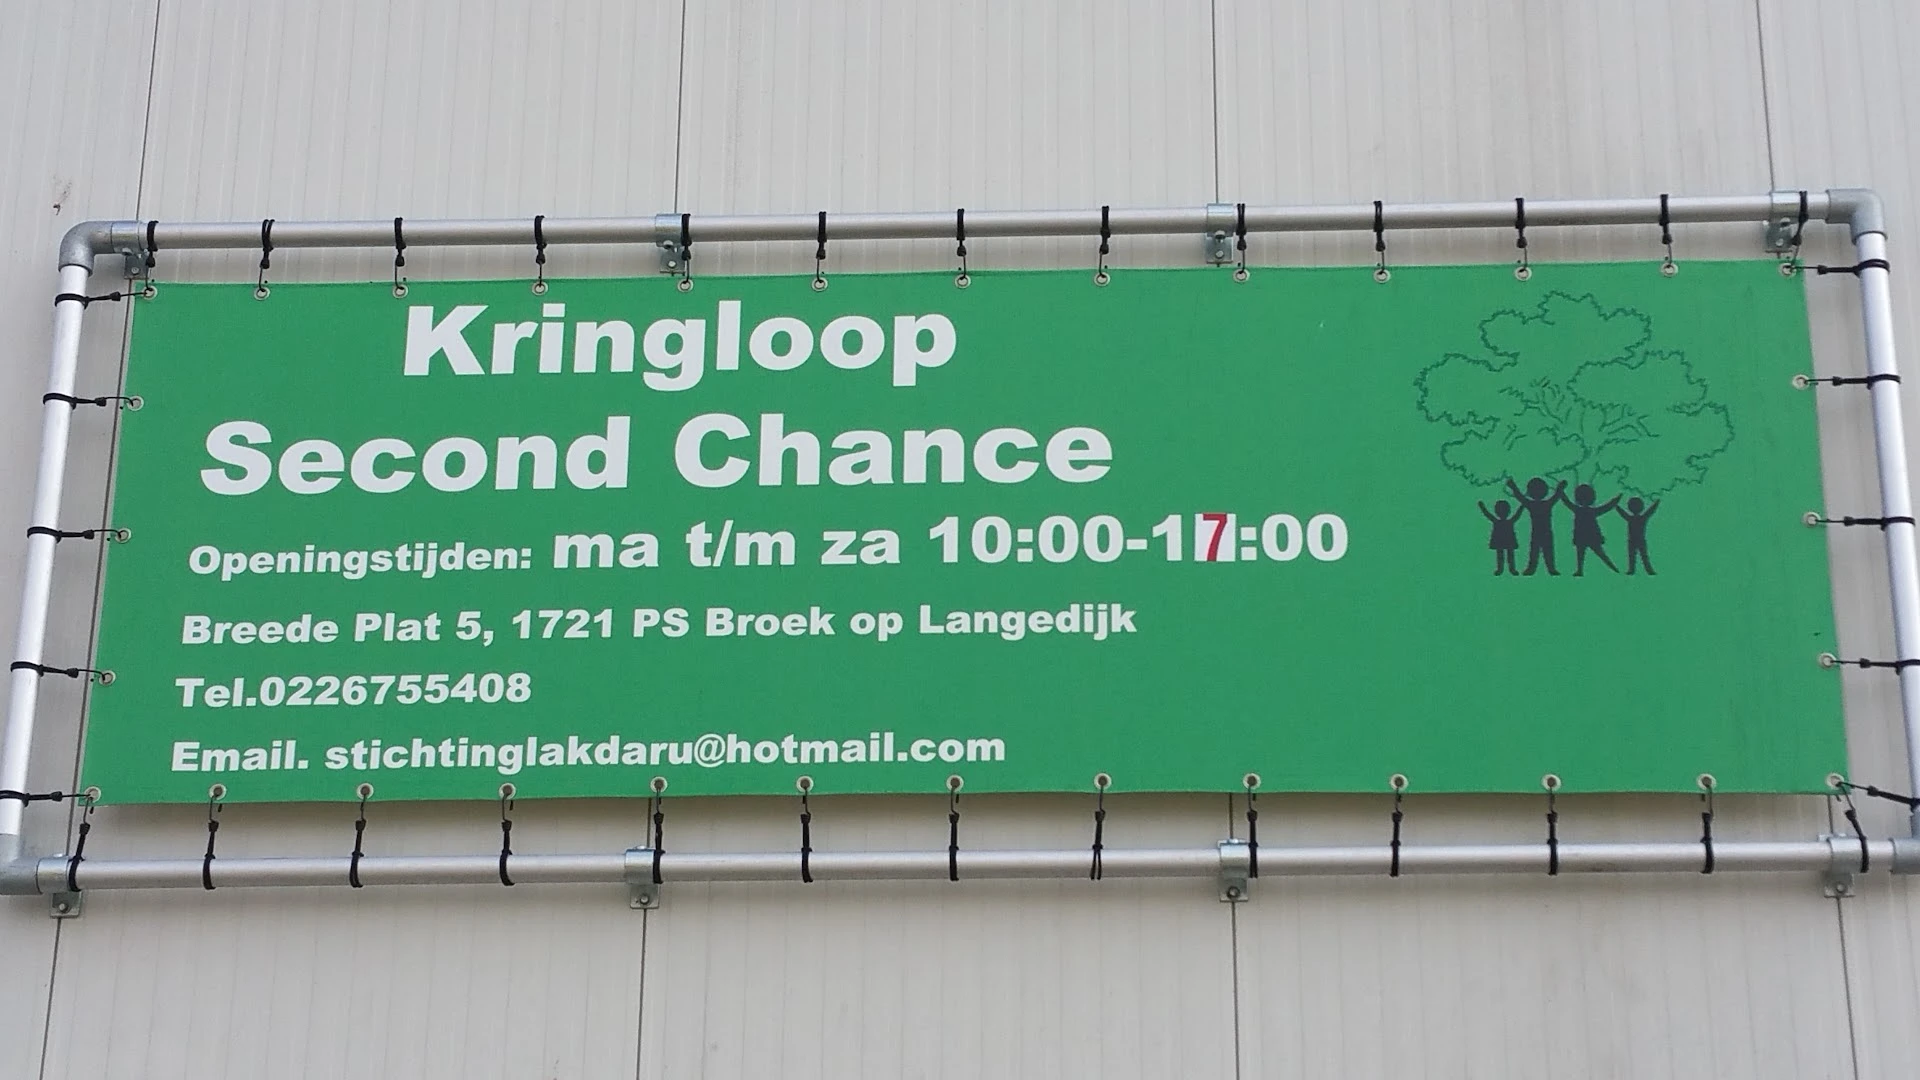 Kringloop
Second Chance
Openingstijden: ma t/m za 10:00-17:00
Breede Plat 5, 1721 PS Broek op Langedijk
Tel.0226755408
Email. stichtinglakdaru@hotmail.com